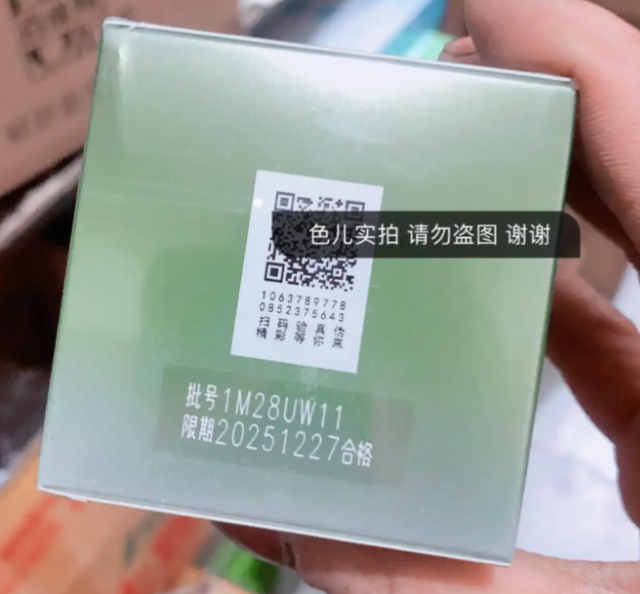 色儿实拍 请勿盗图 谢谢
1063789778
0852375643
扫码验真伪
精彩等你来
批号1M28UW11
限期20251227合格